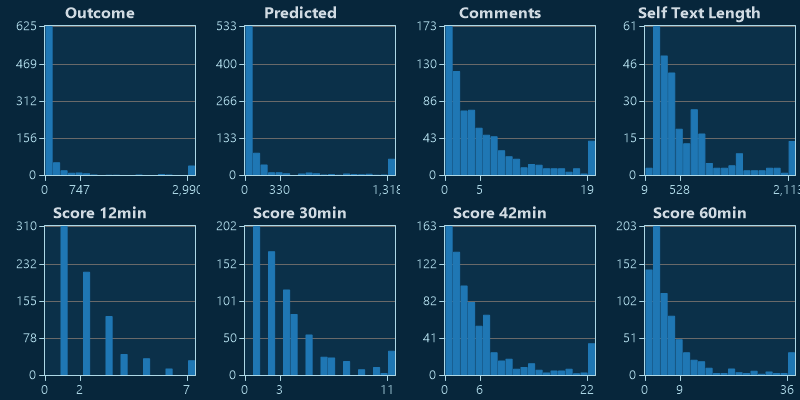 Outcome
625
469
312
156
0
0 747 2,990
Predicted
533
400
266
133
0
0 330 1,318
Comments
173
130
86
43
0
0 5 19
Self Text Length
61
46
30
15
0
9 528 2,113
Score 12min
310
232
155
78
0
0 2 7
Score 30min
202
152
101
50
0
0 3 11
Score 42min
163
122
82
41
0
0 6 22
Score 60min
203
152
102
51
0
0 9 36